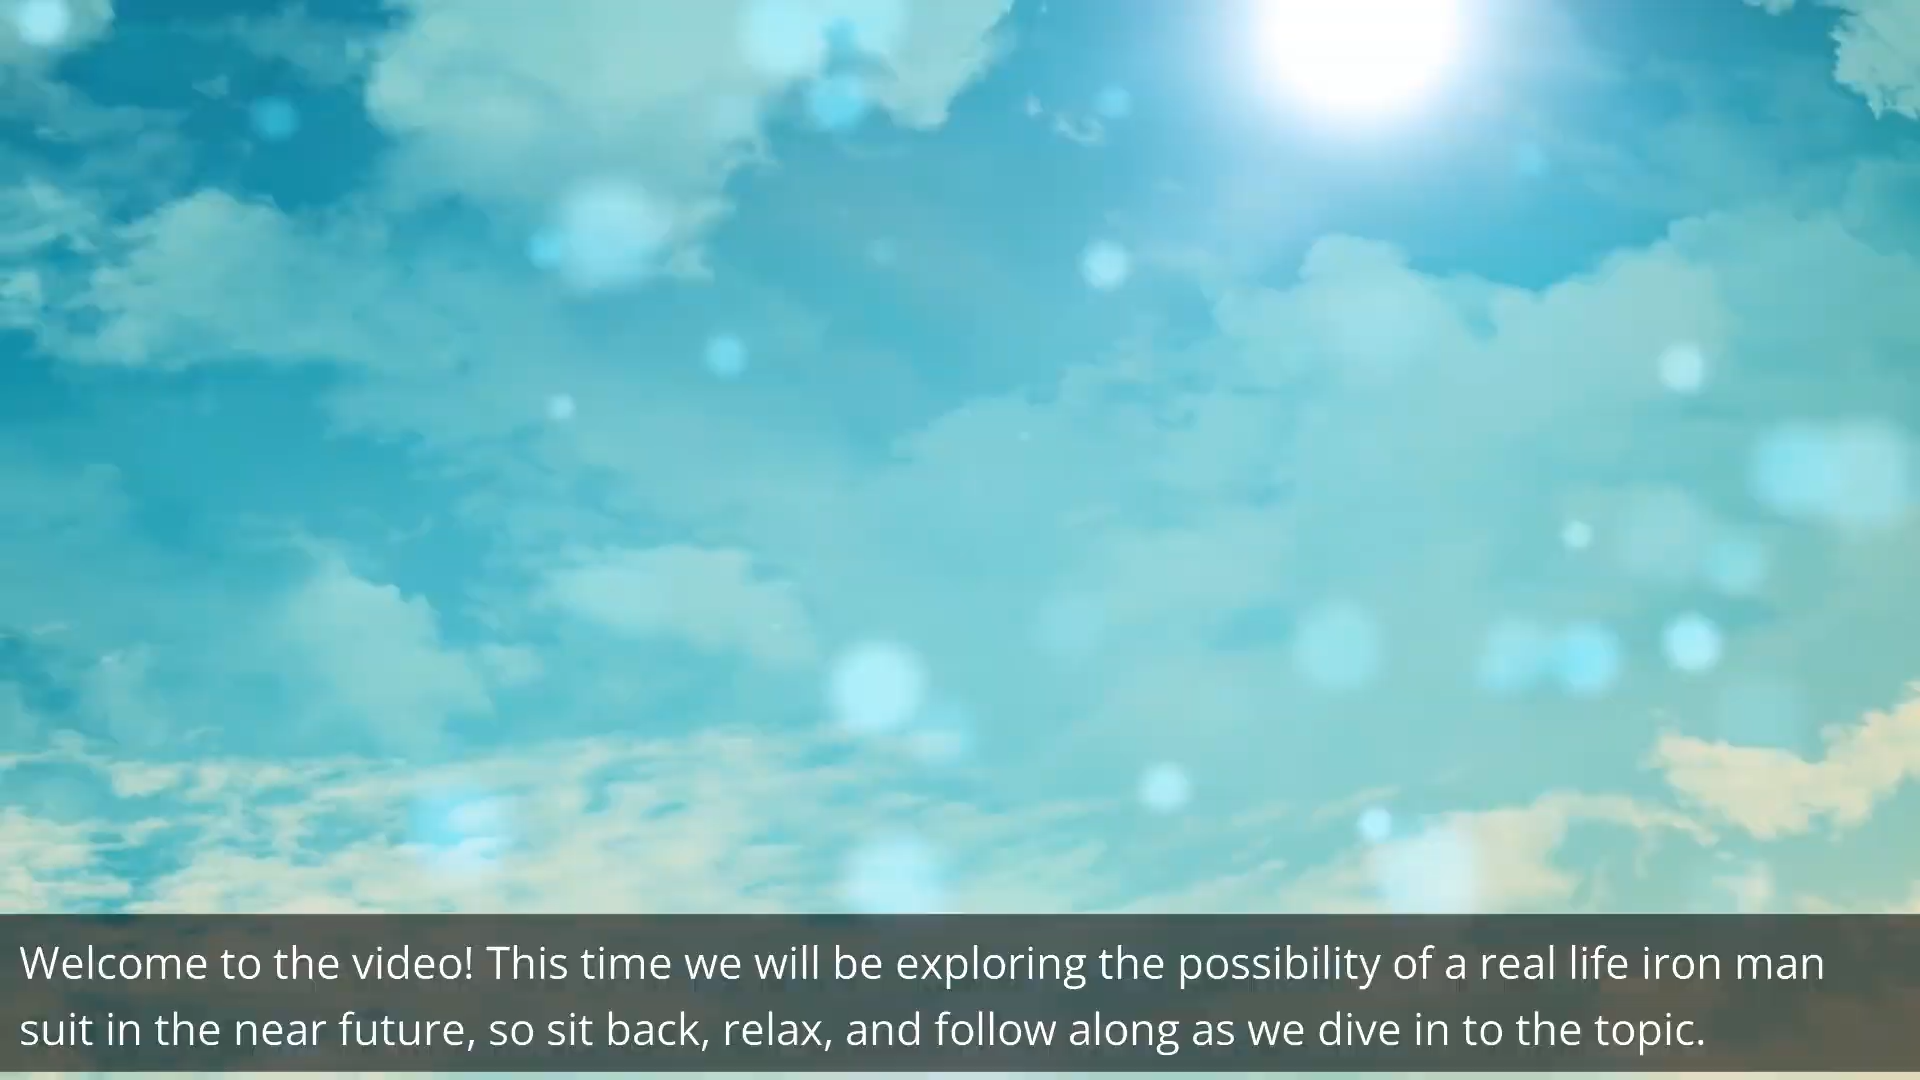 Welcome to the video! This time we will be exploring the possibility of a real life iron man
suit in the near future, so sit back, relax, and follow along as we dive in to the topic.